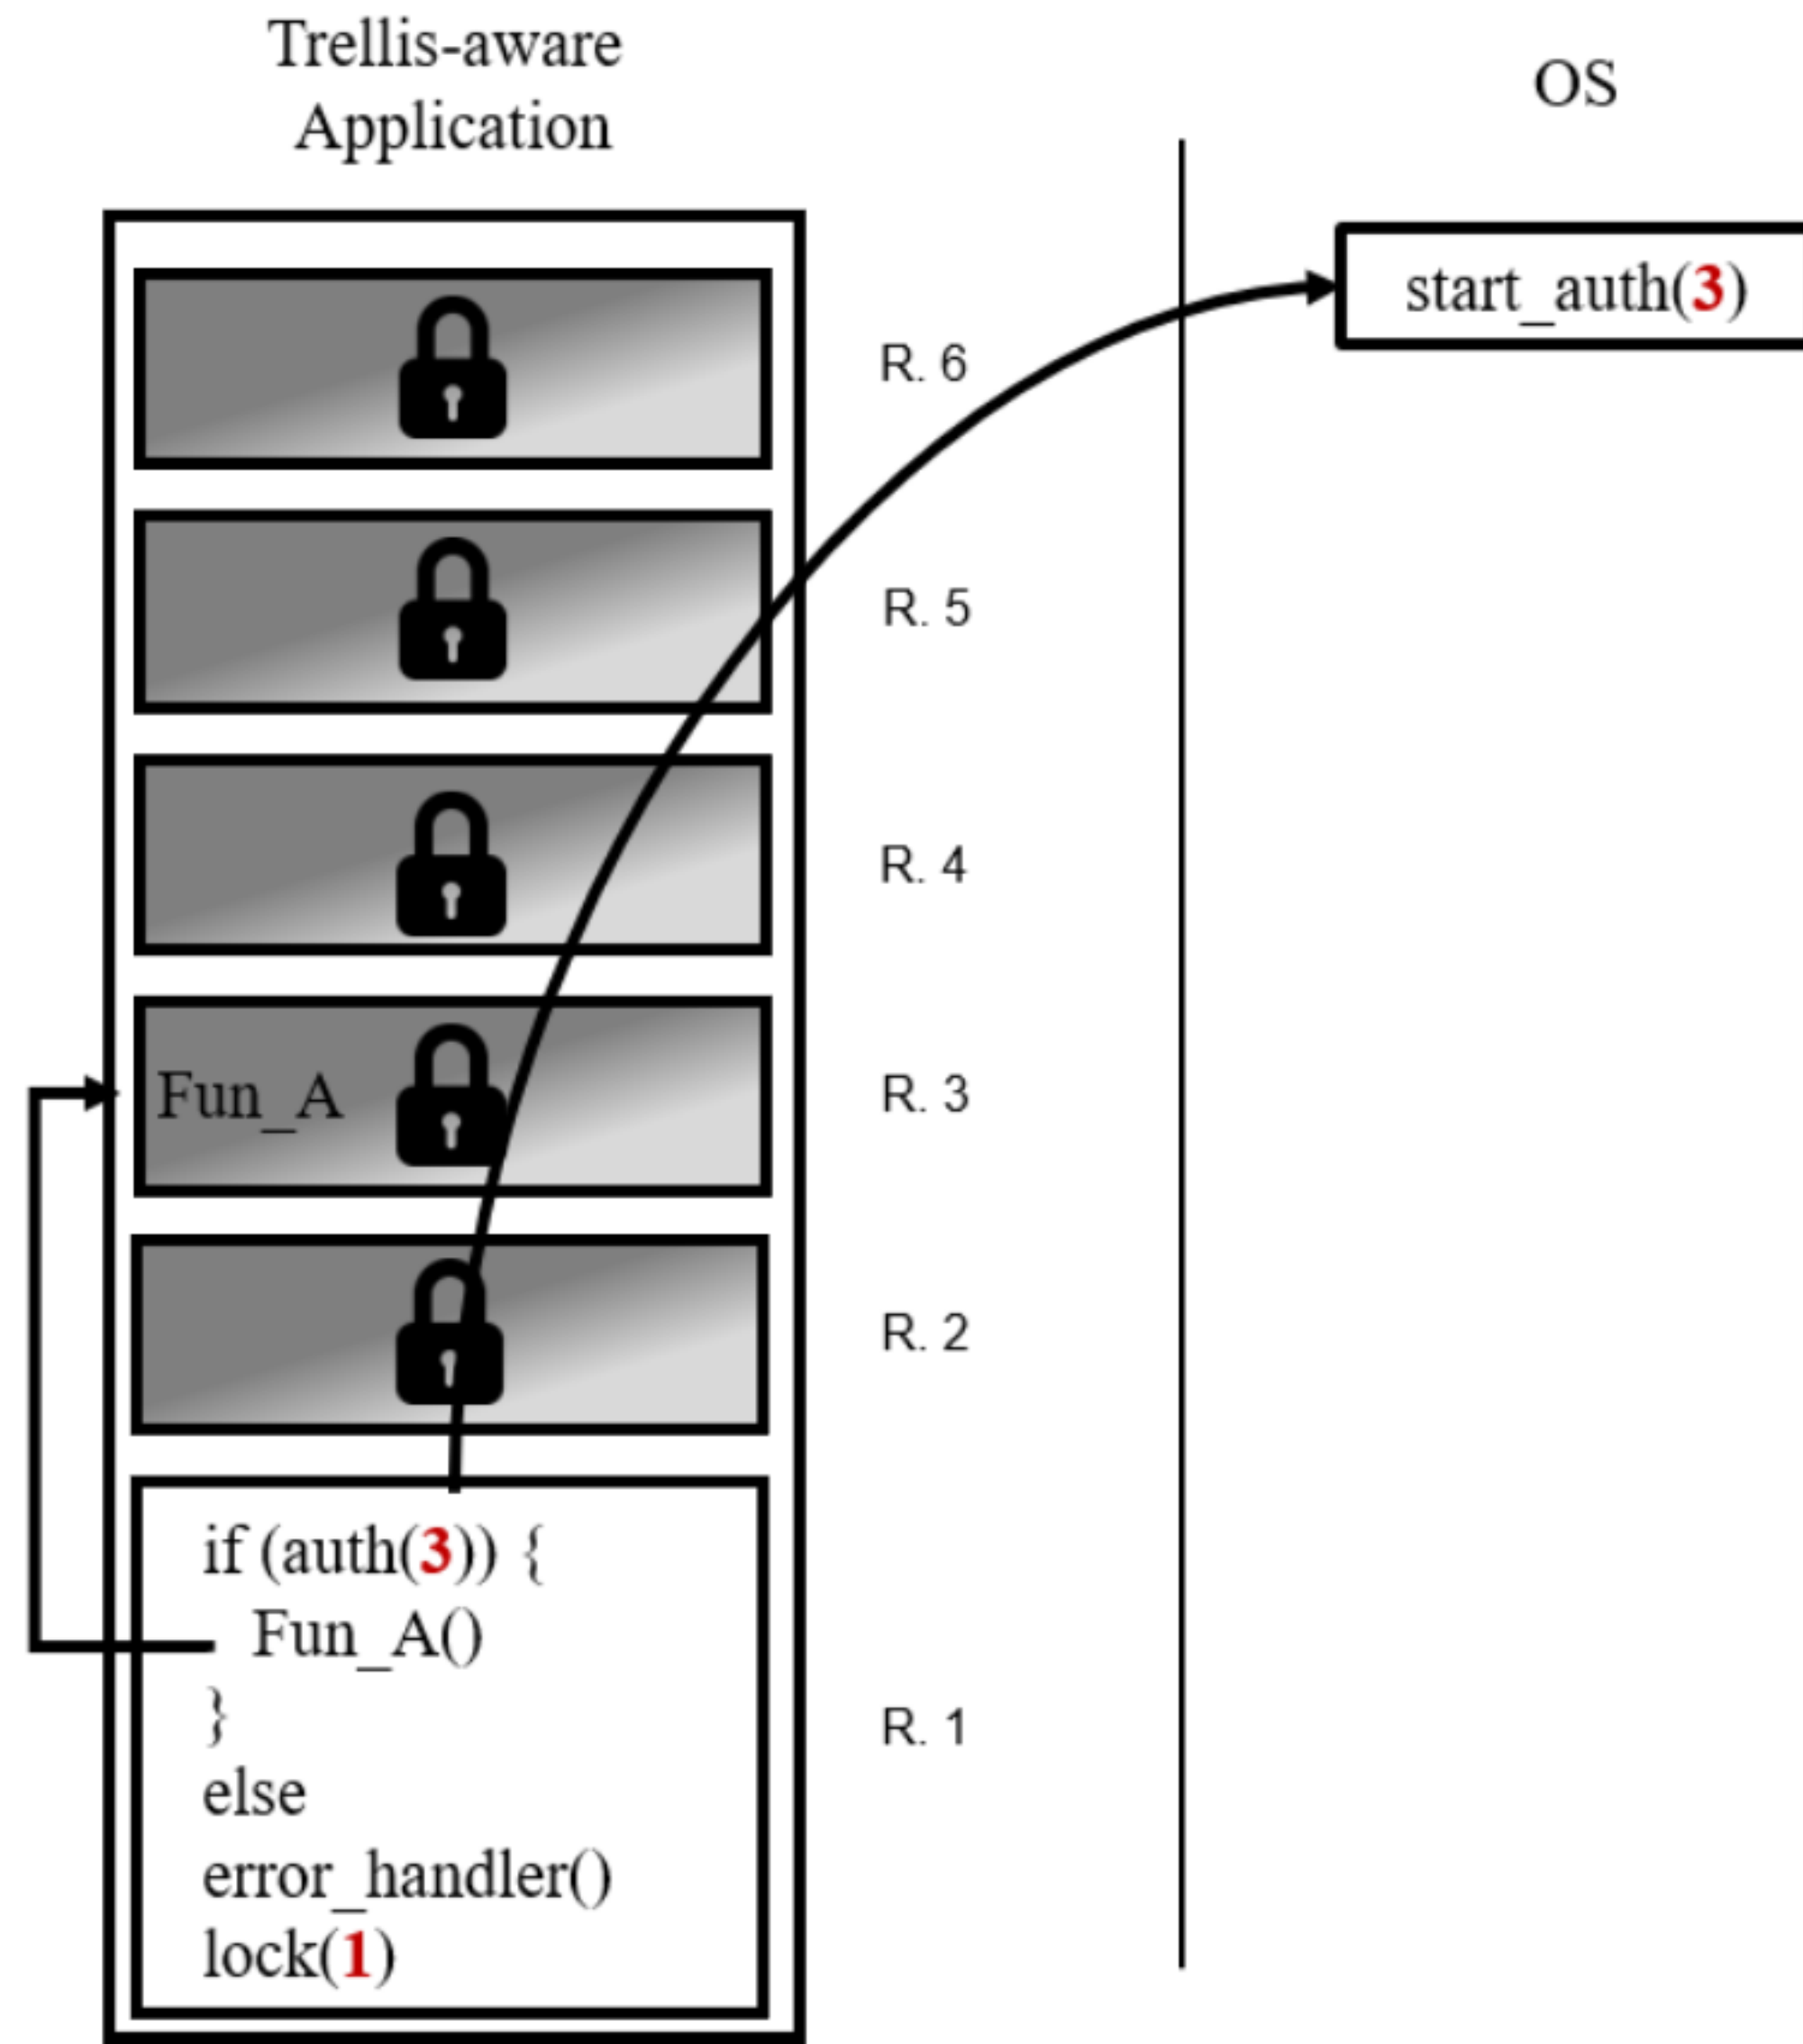 Trellis-aware
Application
OS
start_auth(3)
R. 6
R. 5
R. 4
Fun_A
R. 3
R. 2
if (auth(3)) {
Fun_A()
}
else
error_handler()
lock(1)
R. 1